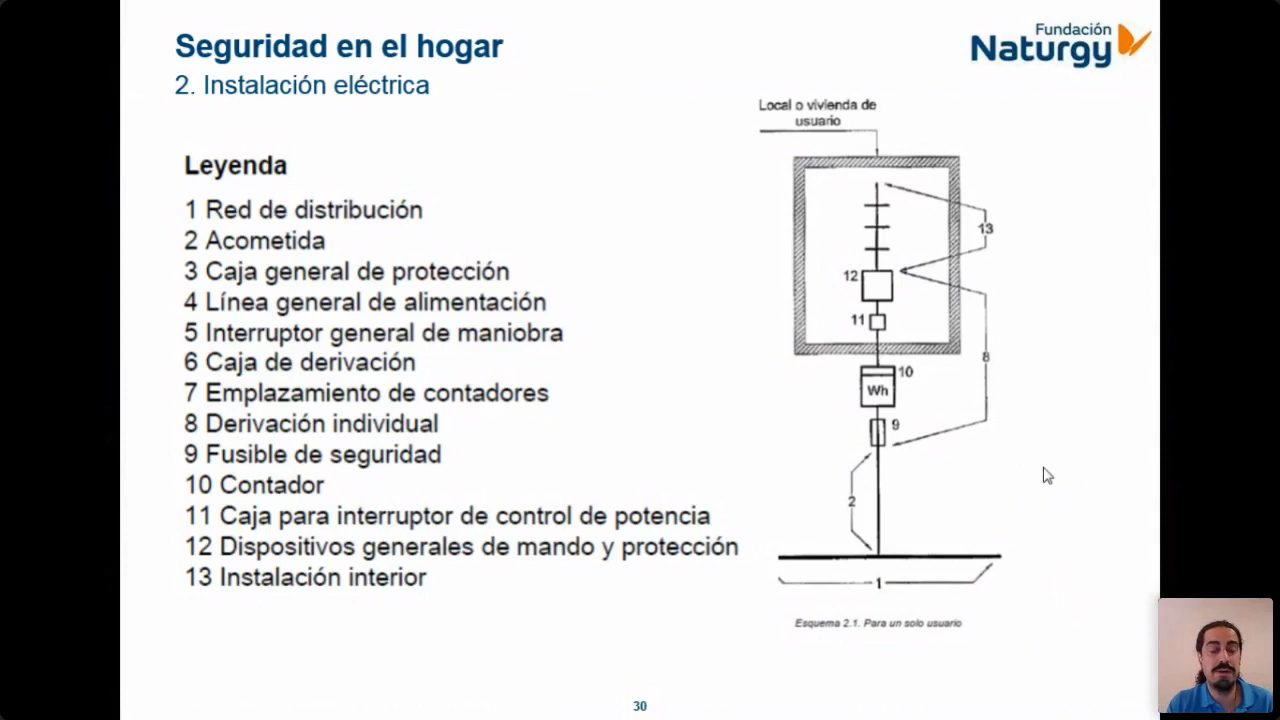 Seguridad en el hogar
2. Instalación eléctrica
Fundación
Naturgy
Leyenda
1 Red de distribución
2 Acometida
3 Caja general de protección
4 Línea general de alimentación
5 Interruptor general de maniobra
6 Caja de derivación
7 Emplazamiento de contadores
8 Derivación individual
9 Fusible de seguridad
10 Contador
11 Caja para interruptor de control de potencia
12 Dispositivos generales de mando y protección
13 Instalación interior
Local o vivienda de
usuario
13
12
11
8
10
Wh
9
2
1
Esquema 2.1. Para un solo usuario
30